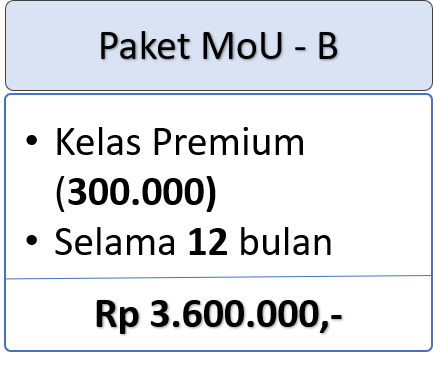 Paket MoU - B
• Kelas Premium
(300.000)
• Selama 12 bulan
Rp 3.600.000,-